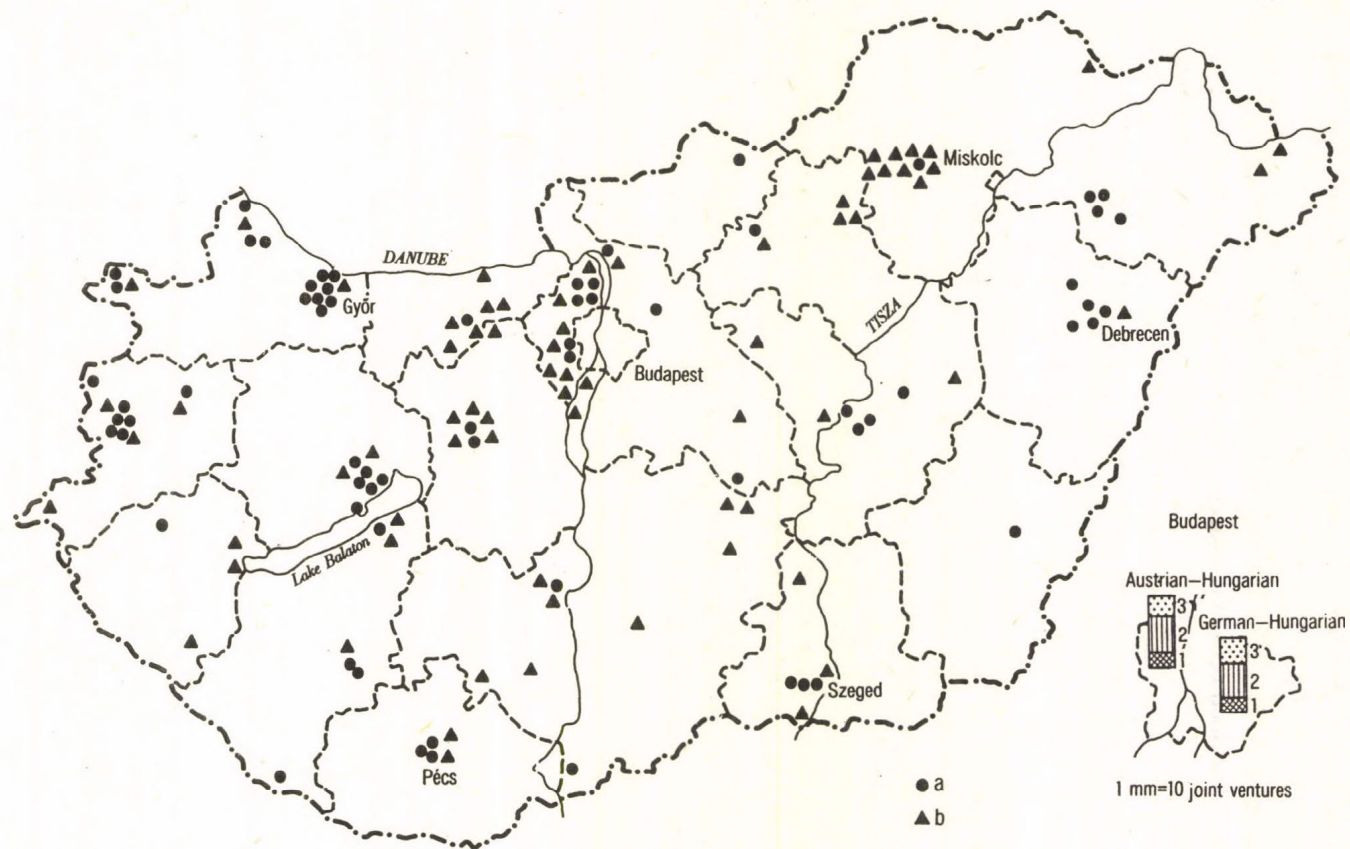 Miskolc
DANUBE
Győr
TISZA
Debrecen
Budapest
Lake Balaton
Szeged
Pécs
Budapest
Austrian–Hungarian
3
2
1
German–Hungarian
3
2
1
1 mm=10 joint ventures
a
b